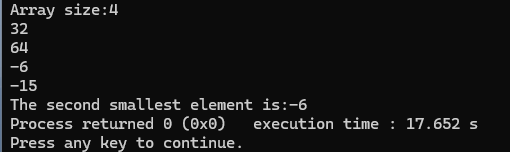 Array size:4
32
64
-6
-15
The second smallest element is:-6
Process returned 0 (0x0)   execution time : 17.652 s
Press any key to continue.